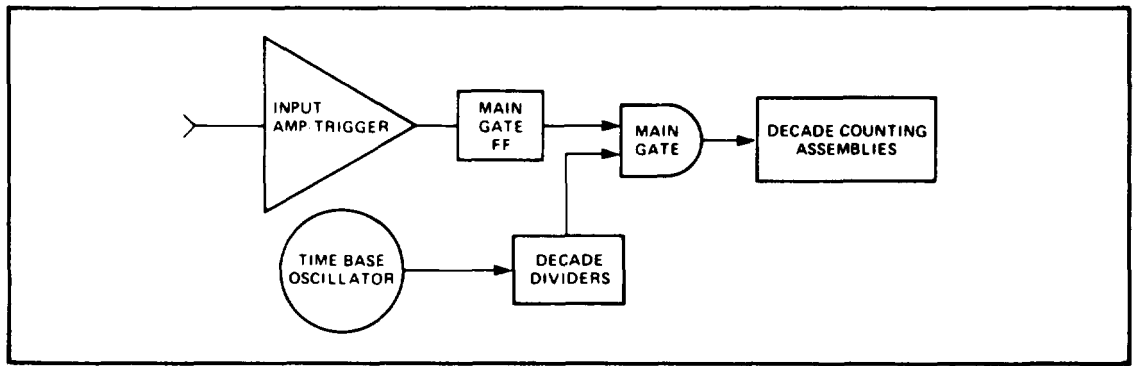 INPUT
AMP-TRIGGER
MAIN
GATE
FF
MAIN
GATE
DECADE COUNTING
ASSEMBLIES
TIME BASE
OSCILLATOR
DECADE
DIVIDERS